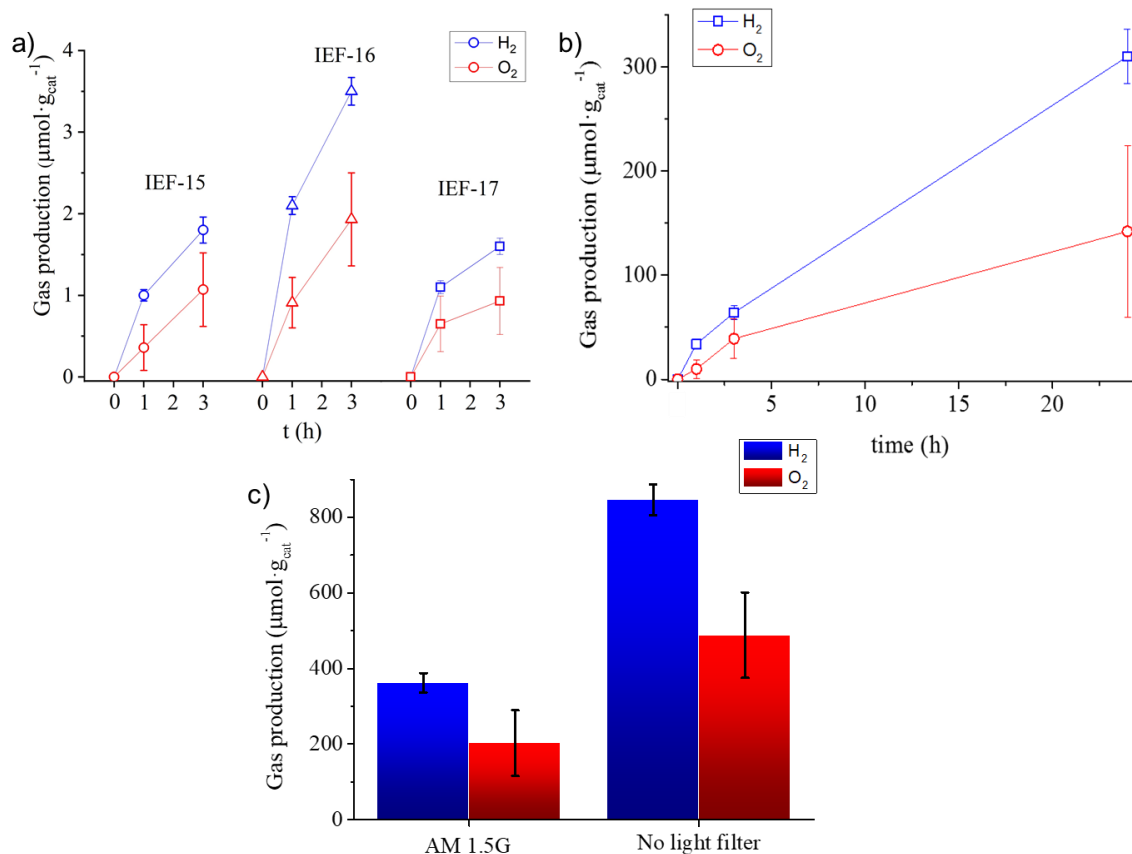 a)
Gas production (µmol·g_cat^-1)
4
3
2
1
0
IEF-15
IEF-16
IEF-17
H₂
O₂
0 1 2 3 0 1 2 3 0 1 2 3
t (h)
b)
Gas production (µmol·g_cat^-1)
300
200
100
0
H₂
O₂
5 10 15 20
time (h)
c)
Gas production (µmol·g_cat^-1)
800
600
400
200
0
H₂
O₂
AM 1.5G No light filter